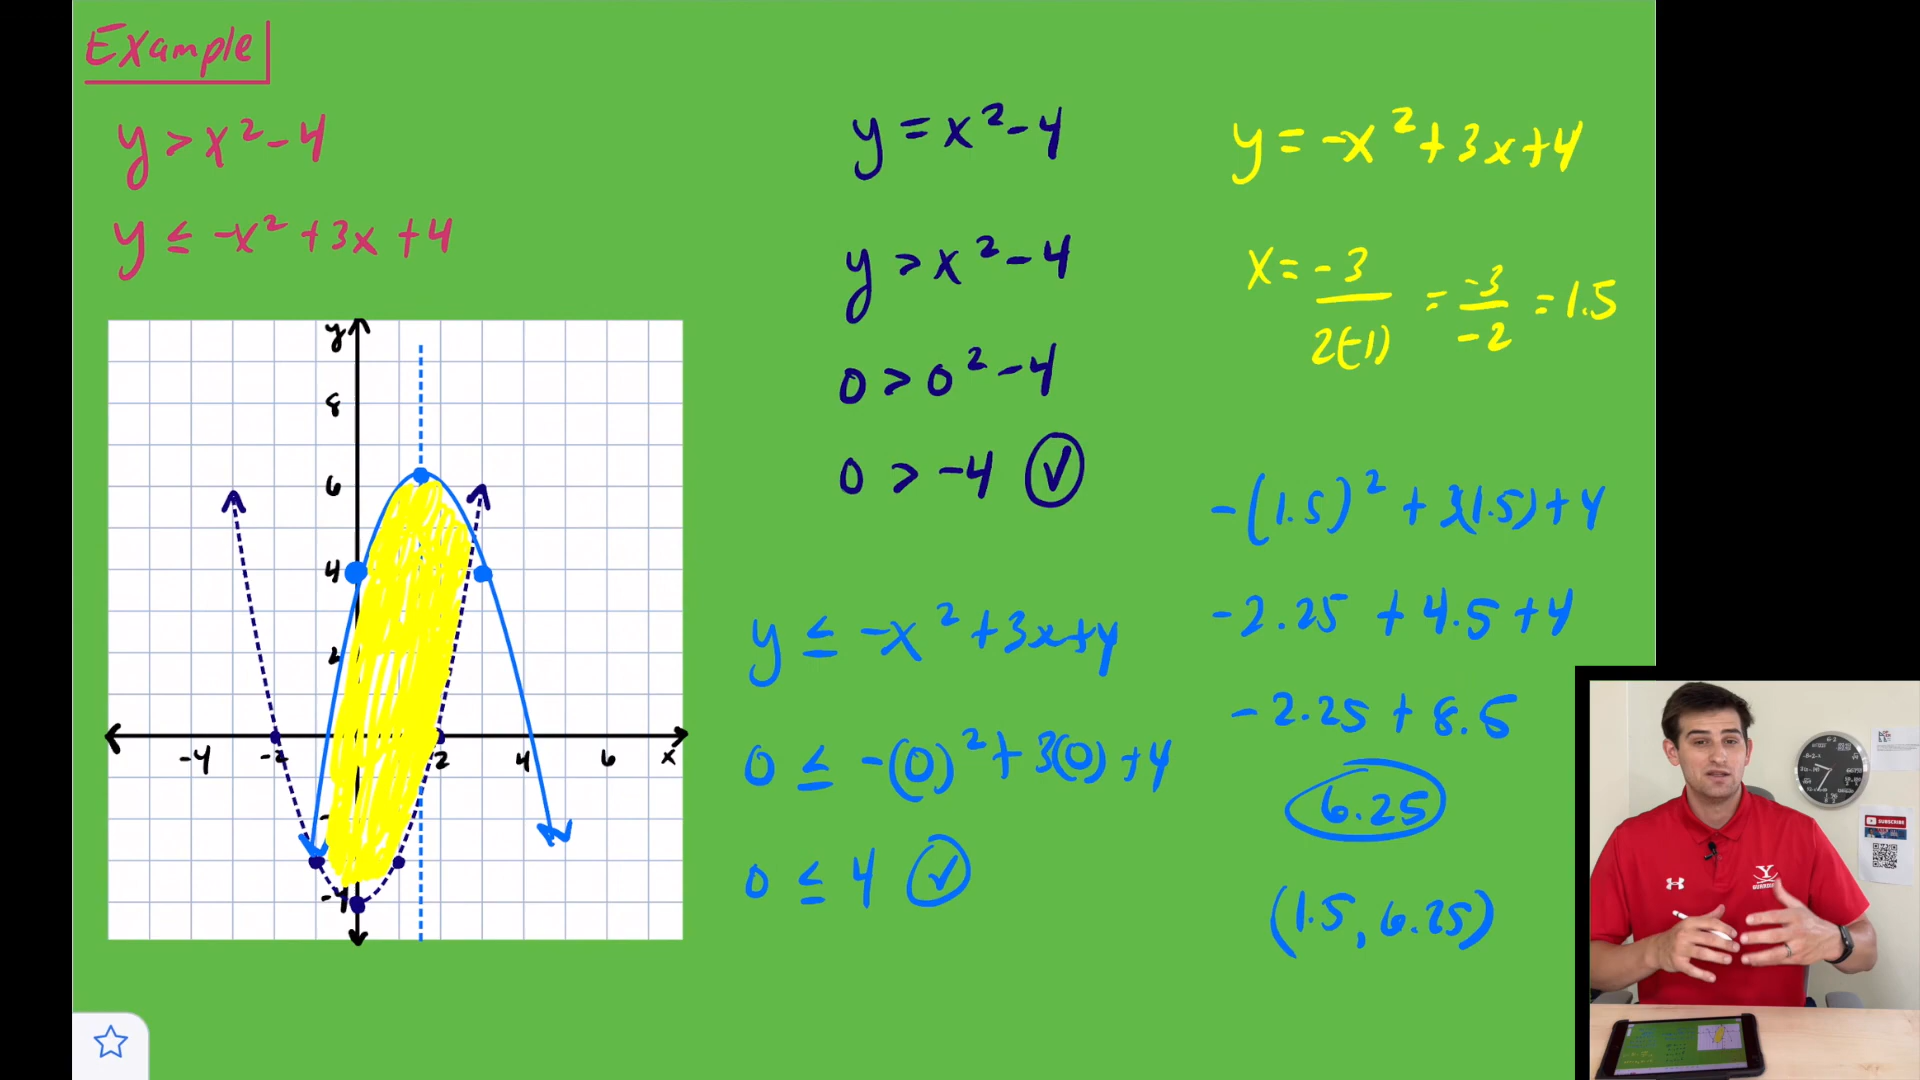 Example
y > x² - 4
y ≤ -x² + 3x + 4
y
8
6
4
2
-4
-2
2
4
6
x
-4
y = x² - 4
y > x² - 4
0 > 0² - 4
0 > -4 ✓
y ≤ -x² + 3x + 4
0 ≤ -(0)² + 3(0) + 4
0 ≤ 4 ✓
y = -x² + 3x + 4
x = -3/2(-1) = -3/-2 = 1.5
-(1.5)² + 3(1.5) + 4
-2.25 + 4.5 + 4
-2.25 + 8.5
6.25
(1.5, 6.25)
SUBSCRIBE
Y